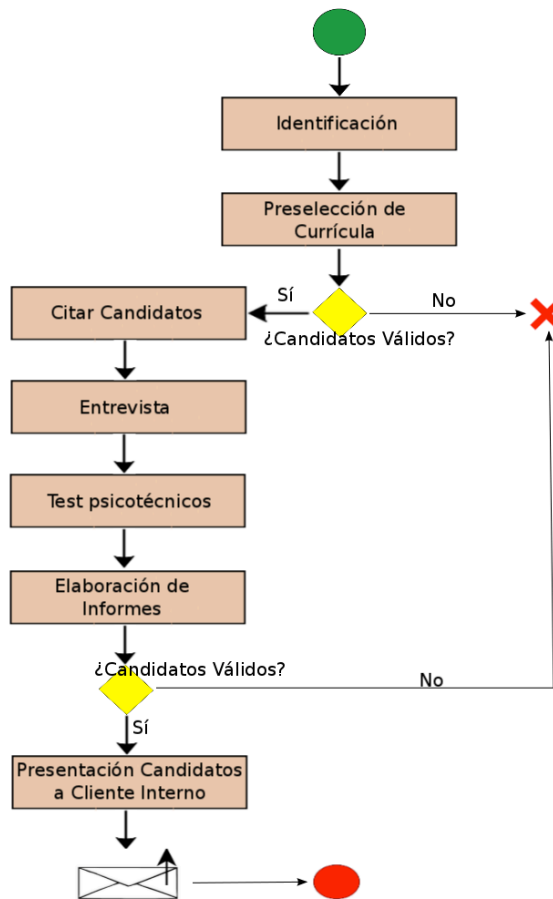 Identificación
Preselección de
Currícula
Sí
No
Citar Candidatos
¿Candidatos Válidos?
Entrevista
Test psicotécnicos
Elaboración de
Informes
¿Candidatos Válidos?
No
Sí
Presentación Candidatos
a Cliente Interno